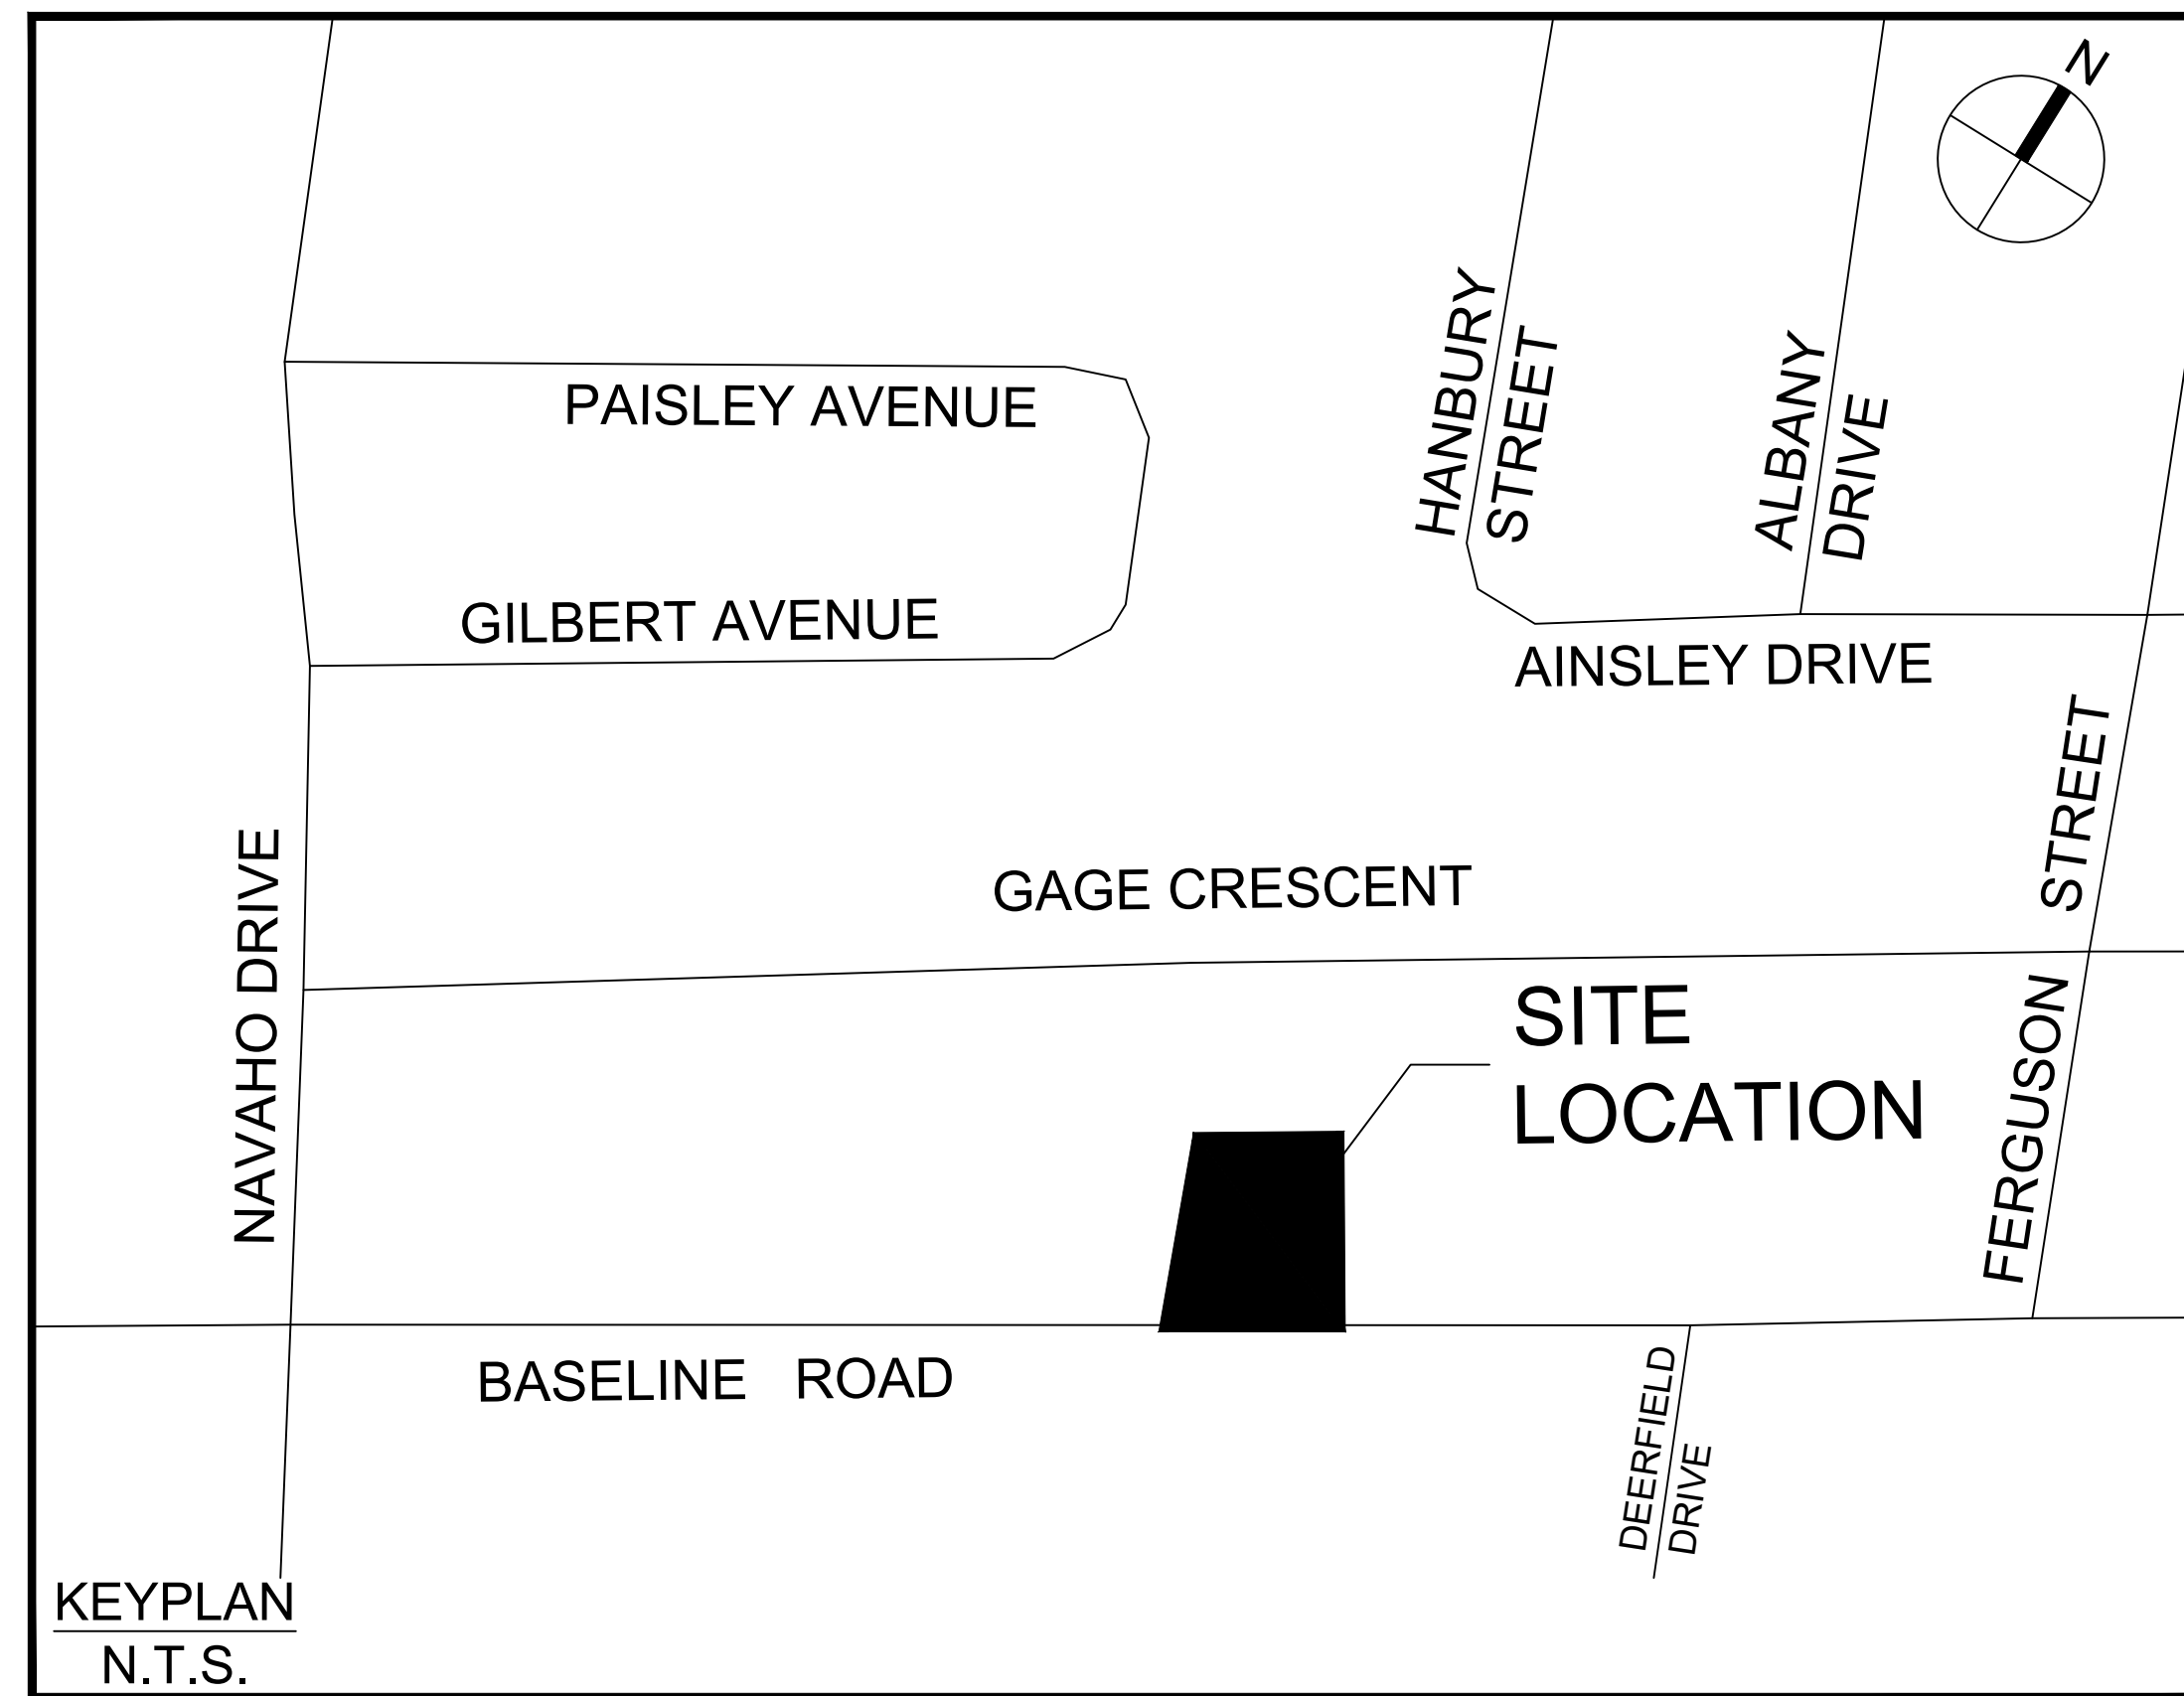 N
HANBURY
STREET
ALBANY
DRIVE
PAISLEY AVENUE
GILBERT AVENUE
AINSLEY DRIVE
FERGUSON STREET
NAVAHO DRIVE
GAGE CRESCENT
SITE
LOCATION
BASELINE ROAD
DEERFIELD
DRIVE
KEYPLAN
N.T.S.